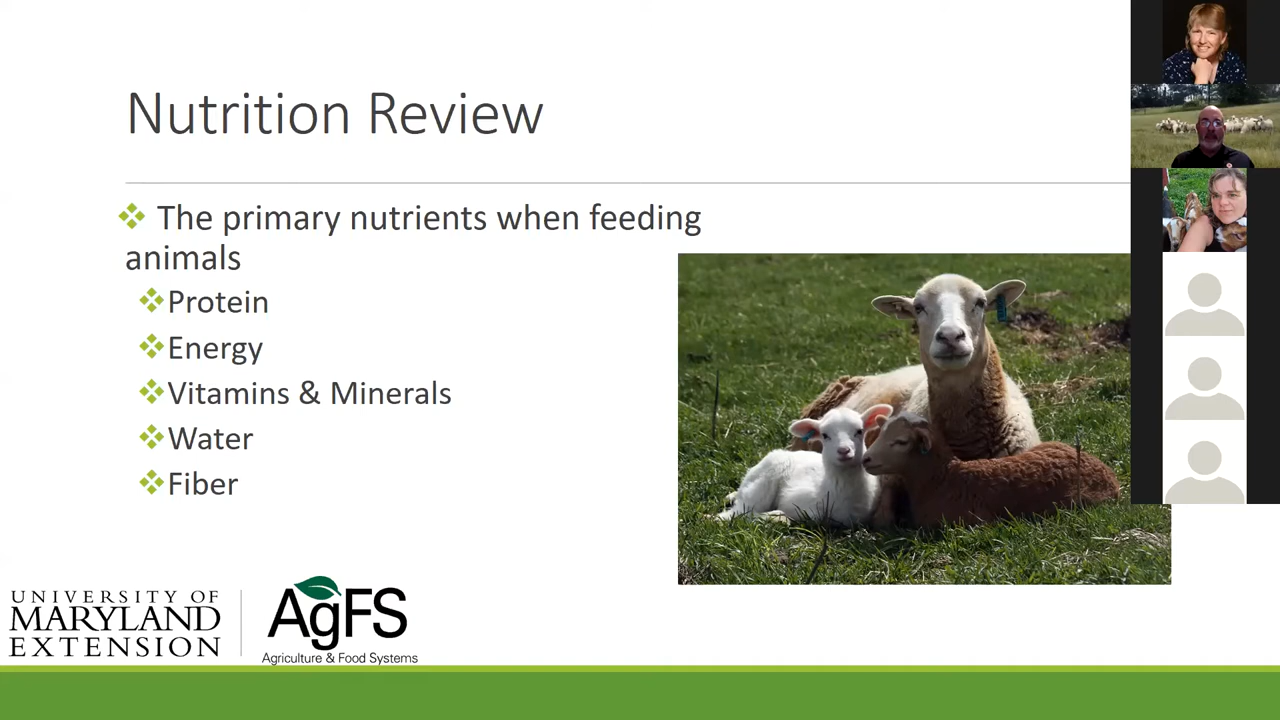 Nutrition Review
The primary nutrients when feeding
animals
Protein
Energy
Vitamins & Minerals
Water
Fiber
UNIVERSITY OF
MARYLAND
EXTENSION
AgFS
Agriculture & Food Systems